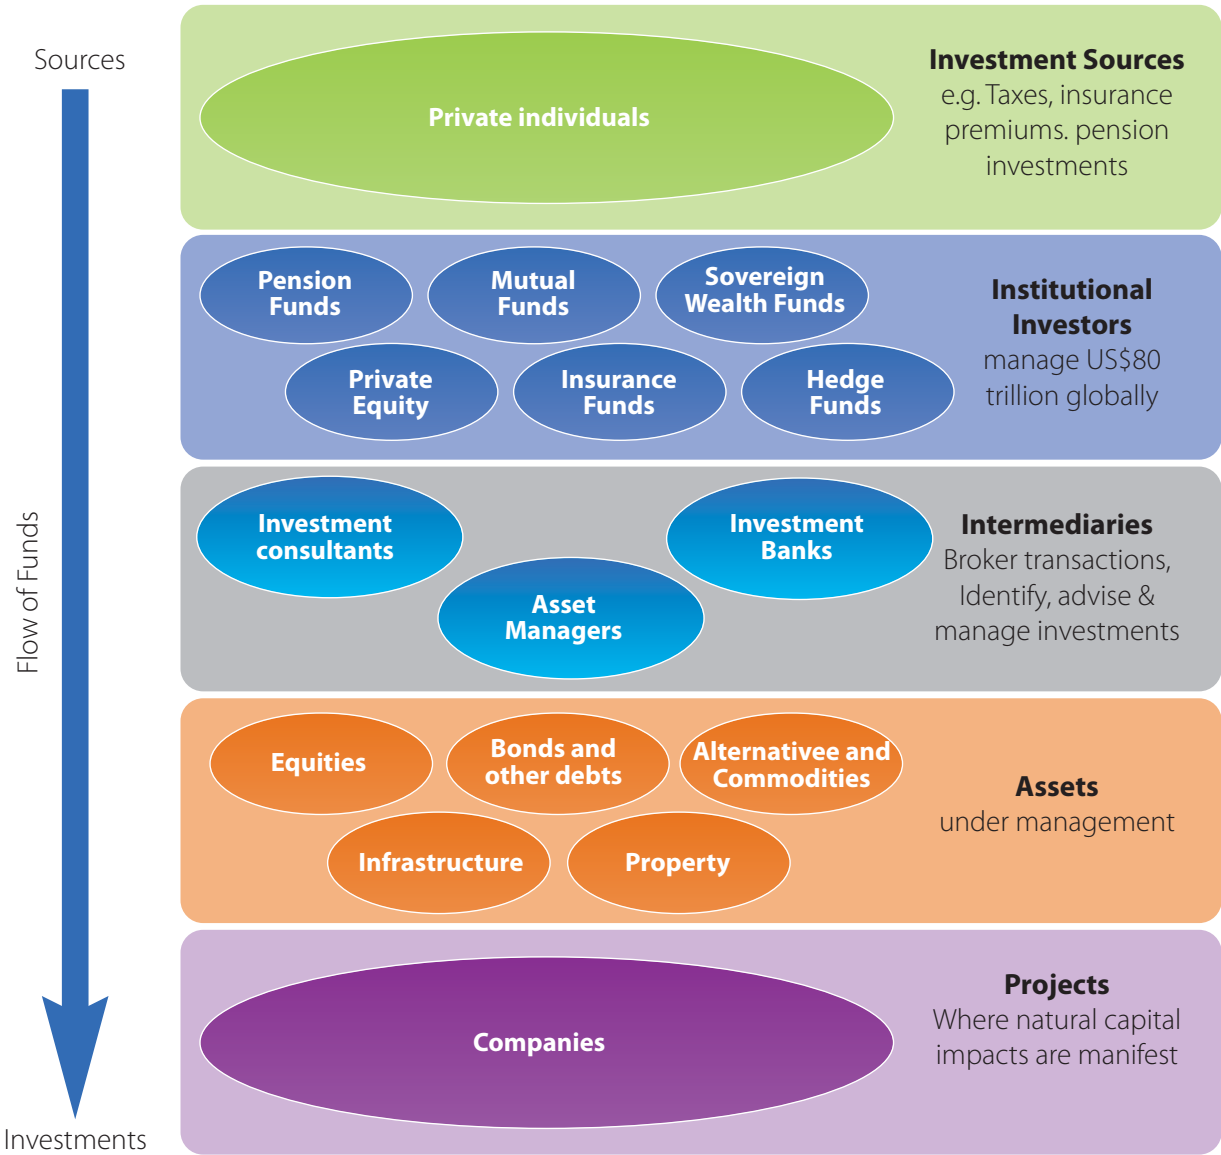 Sources
Flow of Funds
Investments
Private individuals
Investment Sources
e.g. Taxes, insurance
premiums. pension
investments
Pension
Funds
Mutual
Funds
Sovereign
Wealth Funds
Private
Equity
Insurance
Funds
Hedge
Funds
Institutional
Investors
manage US$80
trillion globally
Investment
consultants
Asset
Managers
Investment
Banks
Intermediaries
Broker transactions,
Identify, advise &
manage investments
Equities
Bonds and
other debts
Alternativee and
Commodities
Infrastructure
Property
Assets
under management
Companies
Projects
Where natural capital
impacts are manifest